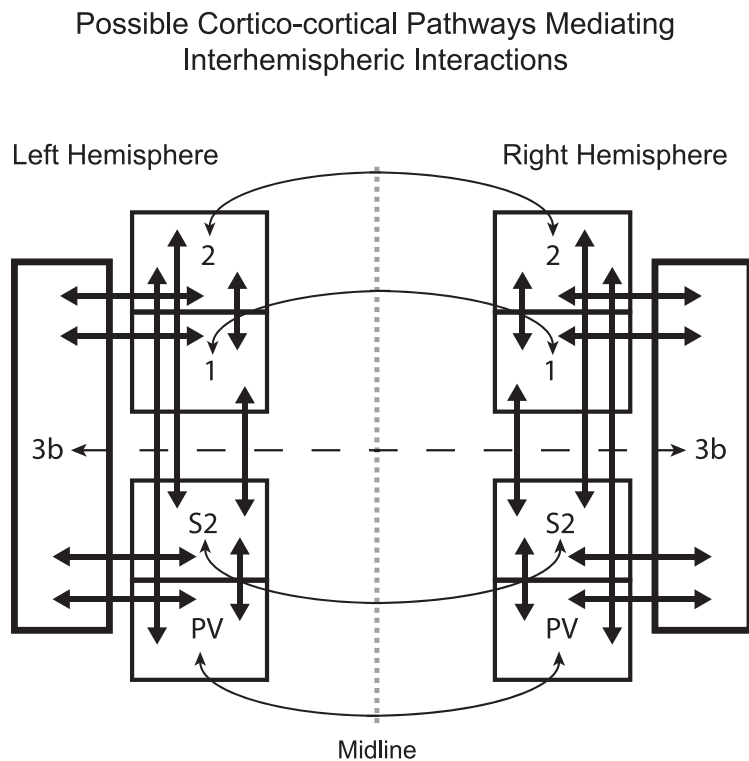 Possible Cortico-cortical Pathways Mediating
Interhemispheric Interactions
Left Hemisphere
Right Hemisphere
2
2
1
1
3b
3b
S2
S2
PV
PV
Midline